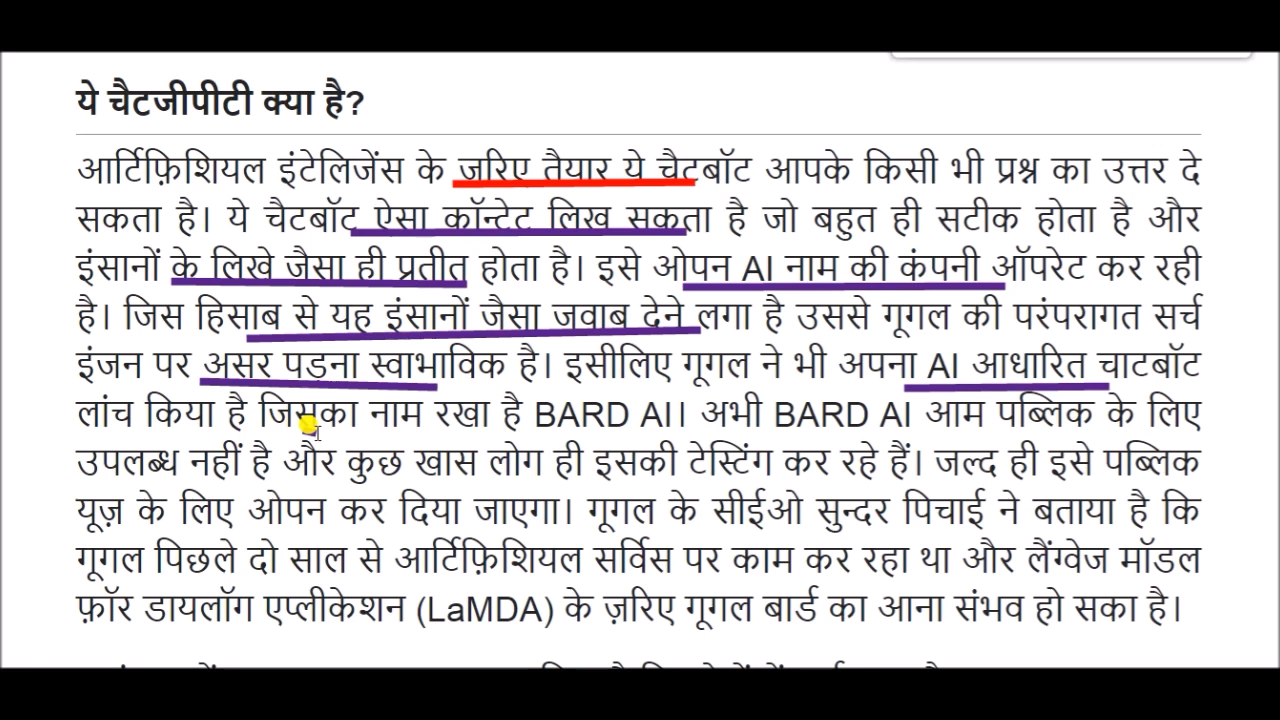 ये चैटजीपीटी क्या है?
आर्टिफ़िशियल इंटेलिजेंस के ज़रिए तैयार ये चैटबॉट आपके किसी भी प्रश्न का उत्तर दे
सकता है। ये चैटबॉट ऐसा कॉन्टेट लिख सकता है जो बहुत ही सटीक होता है और
इंसानों के लिखे जैसा ही प्रतीत होता है। इसे ओपन AI नाम की कंपनी ऑपरेट कर रही
है। जिस हिसाब से यह इंसानों जैसा जवाब देने लगा है उससे गूगल की परंपरागत सर्च
इंजन पर असर पड़ना स्वाभाविक है। इसीलिए गूगल ने भी अपना AI आधारित चाटबॉट
लांच किया है जिसका नाम रखा है BARD AI। अभी BARD AI आम पब्लिक के लिए
उपलब्ध नहीं है और कुछ खास लोग ही इसकी टेस्टिंग कर रहे हैं। जल्द ही इसे पब्लिक
यूज़ के लिए ओपन कर दिया जाएगा। गूगल के सीईओ सुन्दर पिचाई ने बताया है कि
गूगल पिछले दो साल से आर्टिफ़िशियल सर्विस पर काम कर रहा था और लैंग्वेज मॉडल
फ़ॉर डायलॉग एप्लीकेशन (LaMDA) के ज़रिए गूगल बार्ड का आना संभव हो सका है।